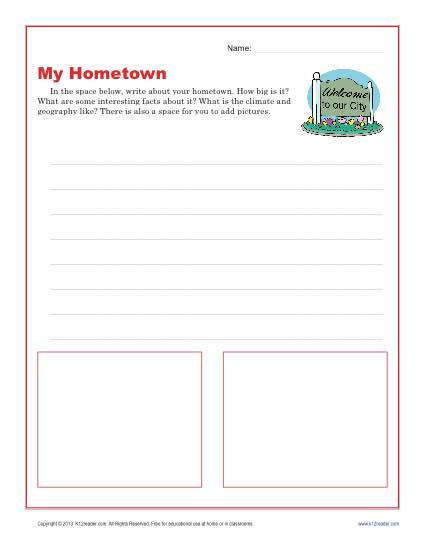 Name:
My Hometown
In the space below, write about your hometown. How big is it?
What are some interesting facts about it? What is the climate and
geography like? There is also a space for you to add pictures.
Welcome
to our City
Copyright © 2013 K12reader.com. All Rights Reserved. Free for educational use at home or in classrooms.
www.k12reader.com